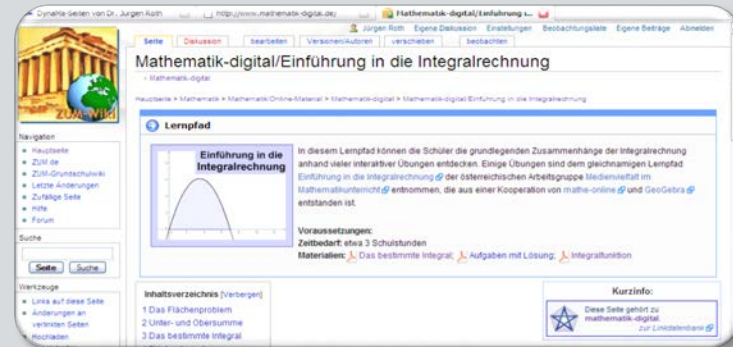 DynaMa-Seiten von Dr. Jürgen Roth
http://www.mathematik-digital.de/
Mathematik-digital/Einführung i...
Jürgen Roth Eigene Diskussion Einstellungen Beobachtungsliste Eigene Beiträge Abmelden
Seite Diskussion bearbeiten Versionen/Autoren verschieben beobachten
Mathematik-digital/Einführung in die Integralrechnung
< Mathematik-digital
Hauptseite > Mathematik > Mathematik/Online-Material > Mathematik-digital > Mathematik-digital/Einführung in die Integralrechnung
ZUM-Wiki
Lernpfad
Einführung in die
Integralrechnung
In diesem Lernpfad können die Schüler die grundlegenden Zusammenhänge der Integralrechnung
anhand vieler interaktiver Übungen entdecken. Einige Übungen sind dem gleichnamigen Lernpfad
Einführung in die Integralrechnung der österreichischen Arbeitsgruppe Medienvielfalt im
Mathematikunterricht entnommen, die aus einer Kooperation von mathe-online und GeoGebra
entstanden ist.
Voraussetzungen:
Zeitbedarf: etwa 3 Schulstunden
Materialien: Das bestimmte Integral; Aufgaben mit Lösung; Integralfunktion
Navigation
Hauptseite
ZUM.de
ZUM-Grundschulwiki
Letzte Änderungen
Zufällige Seite
Hilfe
Forum
Suche
Seite Suche
Werkzeuge
Links auf diese Seite
Änderungen an
verlinkten Seiten
Hochladen
Inhaltsverzeichnis [Verbergen]
1 Das Flächenproblem
2 Unter- und Obersumme
3 Das bestimmte Integral
Kurzinfo:
Diese Seite gehört zu
mathematik-digital.
zur Linkdatenbank